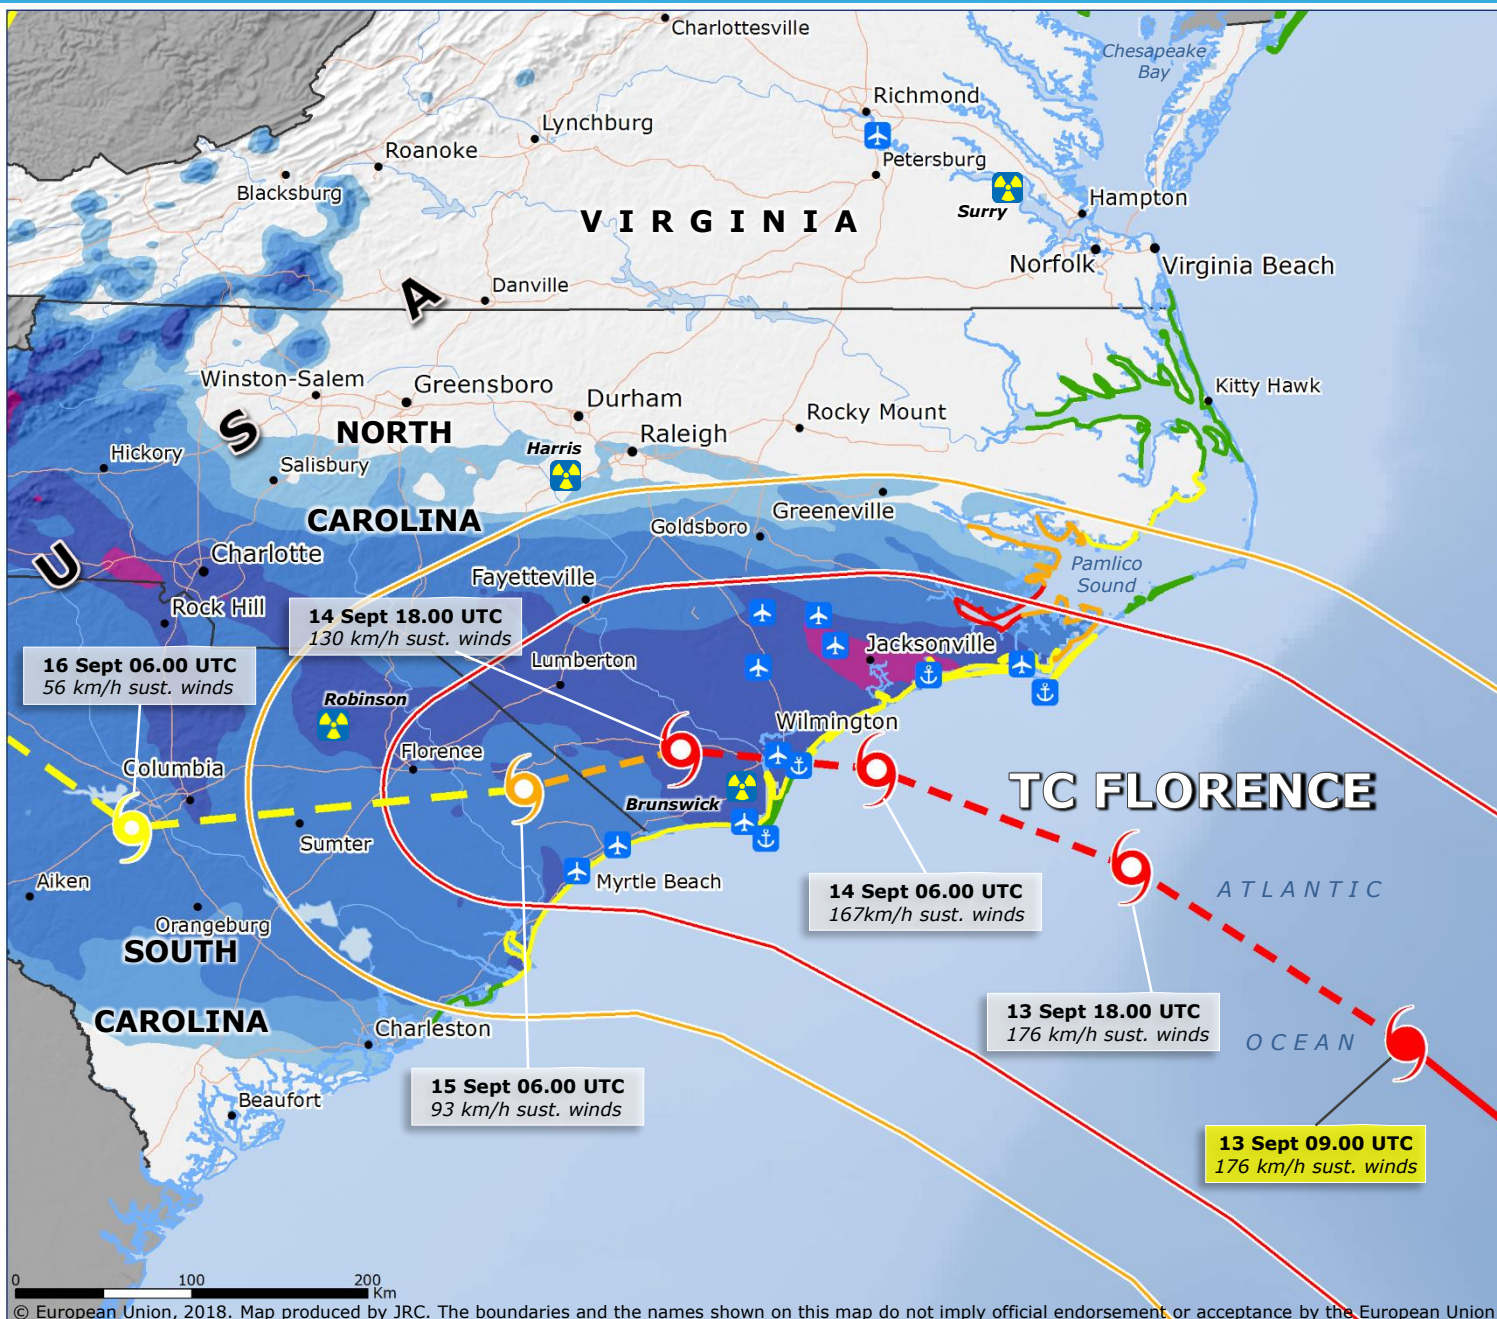 Charlottesville
Chesapeake
Bay
Richmond
Lynchburg
Roanoke
Petersburg
Blacksburg
Surry
Hampton
VIRGINIA
Norfolk
Virginia Beach
Danville
A
Winston-Salem
Greensboro
Durham
Kitty Hawk
Rocky Mount
S
NORTH
Raleigh
Harris
Hickory
Salisbury
CAROLINA
Greeneville
Goldsboro
Charlotte
U
Pamlico
Sound
Fayetteville
Rock Hill
14 Sept 18.00 UTC
130 km/h sust. winds
Jacksonville
16 Sept 06.00 UTC
56 km/h sust. winds
Lumberton
Robinson
Wilmington
Florence
Columbia
TC FLORENCE
Brunswick
Sumter
Aiken
Myrtle Beach
14 Sept 06.00 UTC
167km/h sust. winds
ATLANTIC
Orangeburg
SOUTH
13 Sept 18.00 UTC
176 km/h sust. winds
CAROLINA
Charleston
OCEAN
15 Sept 06.00 UTC
93 km/h sust. winds
Beaufort
13 Sept 09.00 UTC
176 km/h sust. winds
0 100 200
Km
© European Union, 2018. Map produced by JRC. The boundaries and the names shown on this map do not imply official endorsement or acceptance by the European Union